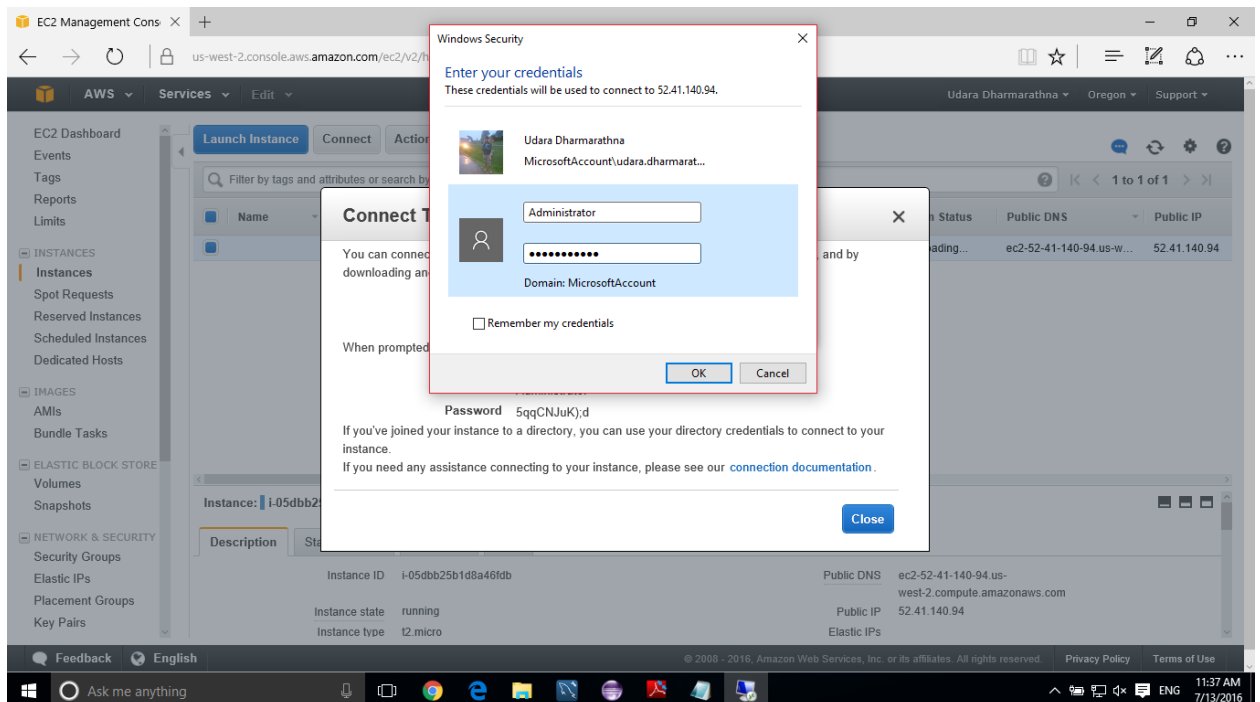 EC2 Management Cons
us-west-2.console.aws.amazon.com/ec2/v2/h
AWS Services Edit
Udara Dharmarathna Oregon Support
EC2 Dashboard
Events
Tags
Reports
Limits
INSTANCES
Instances
Spot Requests
Reserved Instances
Scheduled Instances
Dedicated Hosts
IMAGES
AMIs
Bundle Tasks
ELASTIC BLOCK STORE
Volumes
Snapshots
NETWORK & SECURITY
Security Groups
Elastic IPs
Placement Groups
Key Pairs
Launch Instance Connect Action
Filter by tags and attributes or search by
1 to 1 of 1
Name
Status Public DNS Public IP
ading... ec2-52-41-140-94.us-w... 52.41.140.94
Windows Security
Enter your credentials
These credentials will be used to connect to 52.41.140.94.
Udara Dharmarathna
MicrosoftAccount\udara.dharmarat...
Administrator
●●●●●●●●●●●
Domain: MicrosoftAccount
Remember my credentials
OK Cancel
Connect T
You can connec , and by
downloading an
When prompted
Password 5qqCNJuK);d
If you've joined your instance to a directory, you can use your directory credentials to connect to your
instance.
If you need any assistance connecting to your instance, please see our connection documentation.
Close
Instance: i-05dbb2
Description Sta
Instance ID i-05dbb25b1d8a46fdb
Instance state running
Instance type t2.micro
Public DNS ec2-52-41-140-94.us-
west-2.compute.amazonaws.com
Public IP 52.41.140.94
Elastic IPs
Feedback English
© 2008 - 2016, Amazon Web Services, Inc. or its affiliates. All rights reserved. Privacy Policy Terms of Use
Ask me anything
ENG
11:37 AM
7/13/2016